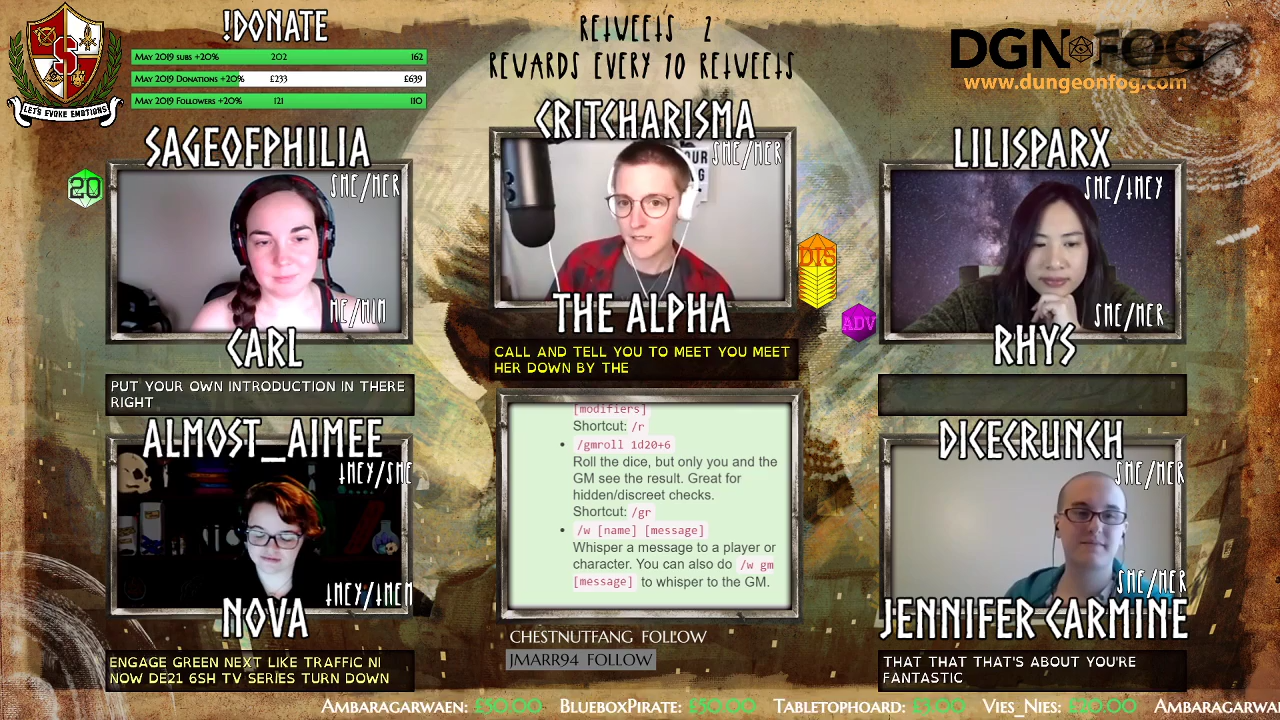 !DONATE
MAY 2019 SUBS +20% 202 162
MAY 2019 DONATIONS +20% £233 £639
MAY 2019 FOLLOWERS +20% 121 110
LET'S EVOKE EMOTIONS
RETWEETS 2
REWARDS EVERY 10 RETWEETS
DGN FOG
www.dungeonfog.com
SAGEOFPHILIA
SHE/HER
20
HE/HIM
CARL
PUT YOUR OWN INTRODUCTION IN THERE
RIGHT
CRITCHARISMA
SHE/HER
THE ALPHA
CALL AND TELL YOU TO MEET YOU MEET
HER DOWN BY THE
DIS
ADV
LILISPARX
SHE/THEY
SHE/HER
RHYS
ALMOST_AIMEE
THEY/SHE
THEY/THEM
NOVA
ENGAGE GREEN NEXT LIKE TRAFFIC NI
NOW DE21 6SH TV SERIES TURN DOWN
[modifiers]
Shortcut: /r
• /gmroll 1d20+6
Roll the dice, but only you and the
GM see the result. Great for
hidden/discreet checks.
Shortcut: /gr
• /w [name] [message]
Whisper a message to a player or
character. You can also do /w gm
[message] to whisper to the GM.
CHESTNUTFANG FOLLOW
JMARR94 FOLLOW
DICECRUNCH
SHE/HER
SHE/HER
JENNIFER CARMINE
THAT THAT THAT'S ABOUT YOU'RE
FANTASTIC
AMBARAGARWAEN: £50.00 BLUEBOXPIRATE: £50.00 TABLETOPHOARD: £5.00 VIES_NIES: £20.00 AMBARAGARWA